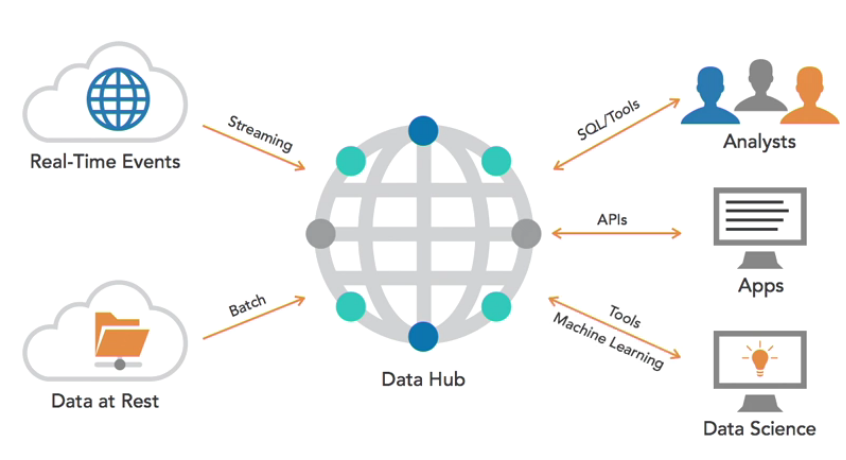 Real-Time Events
Streaming
Data at Rest
Batch
Data Hub
SQL/Tools
Analysts
APIs
Apps
Tools
Machine Learning
Data Science